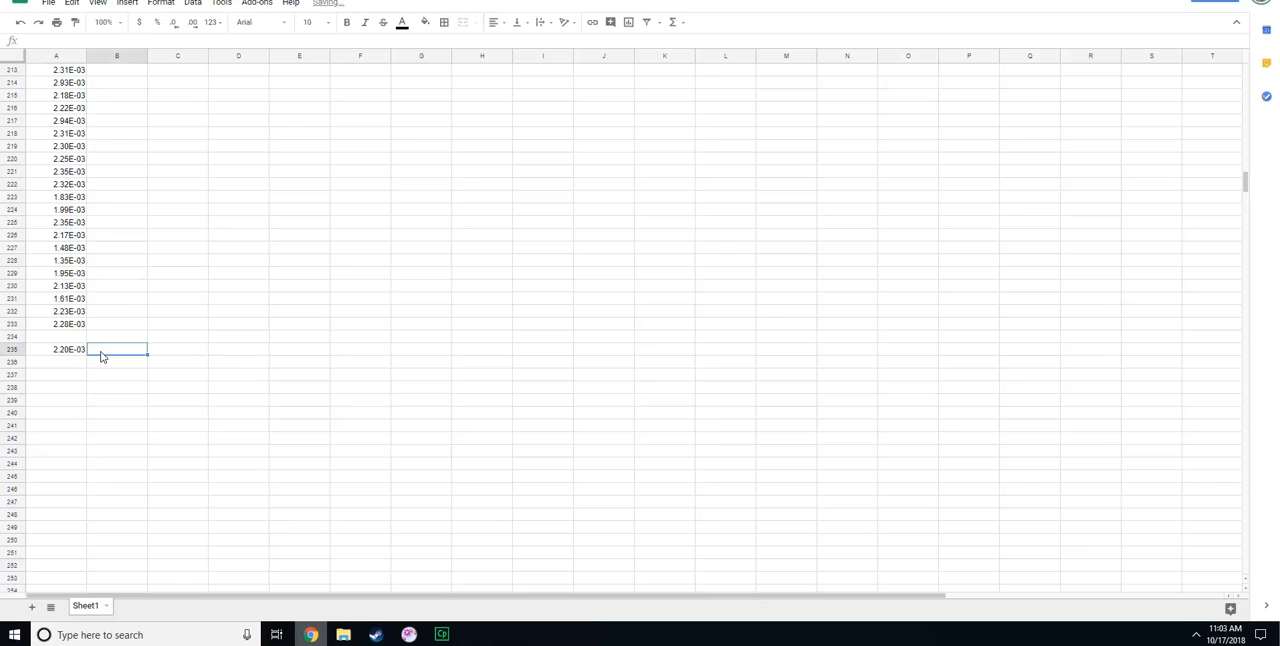 File Edit View Insert Format Data Tools Add-ons Help Saving...
100% $ % .0 .00 123 Arial 10 B I S A Σ
fx
A B C D E F G H I J K L M N O P Q R S T
213 2.31E-03
214 2.93E-03
215 2.18E-03
216 2.22E-03
217 2.94E-03
218 2.31E-03
219 2.30E-03
220 2.25E-03
221 2.35E-03
222 2.32E-03
223 1.83E-03
224 1.99E-03
225 2.35E-03
226 2.17E-03
227 1.48E-03
228 1.35E-03
229 1.95E-03
230 2.13E-03
231 1.61E-03
232 2.23E-03
233 2.28E-03
234
235 2.20E-03
236
237
238
239
240
241
242
243
244
245
246
247
248
249
250
251
252
253
254
+ Sheet1
Type here to search Cp 11:03 AM
10/17/2018